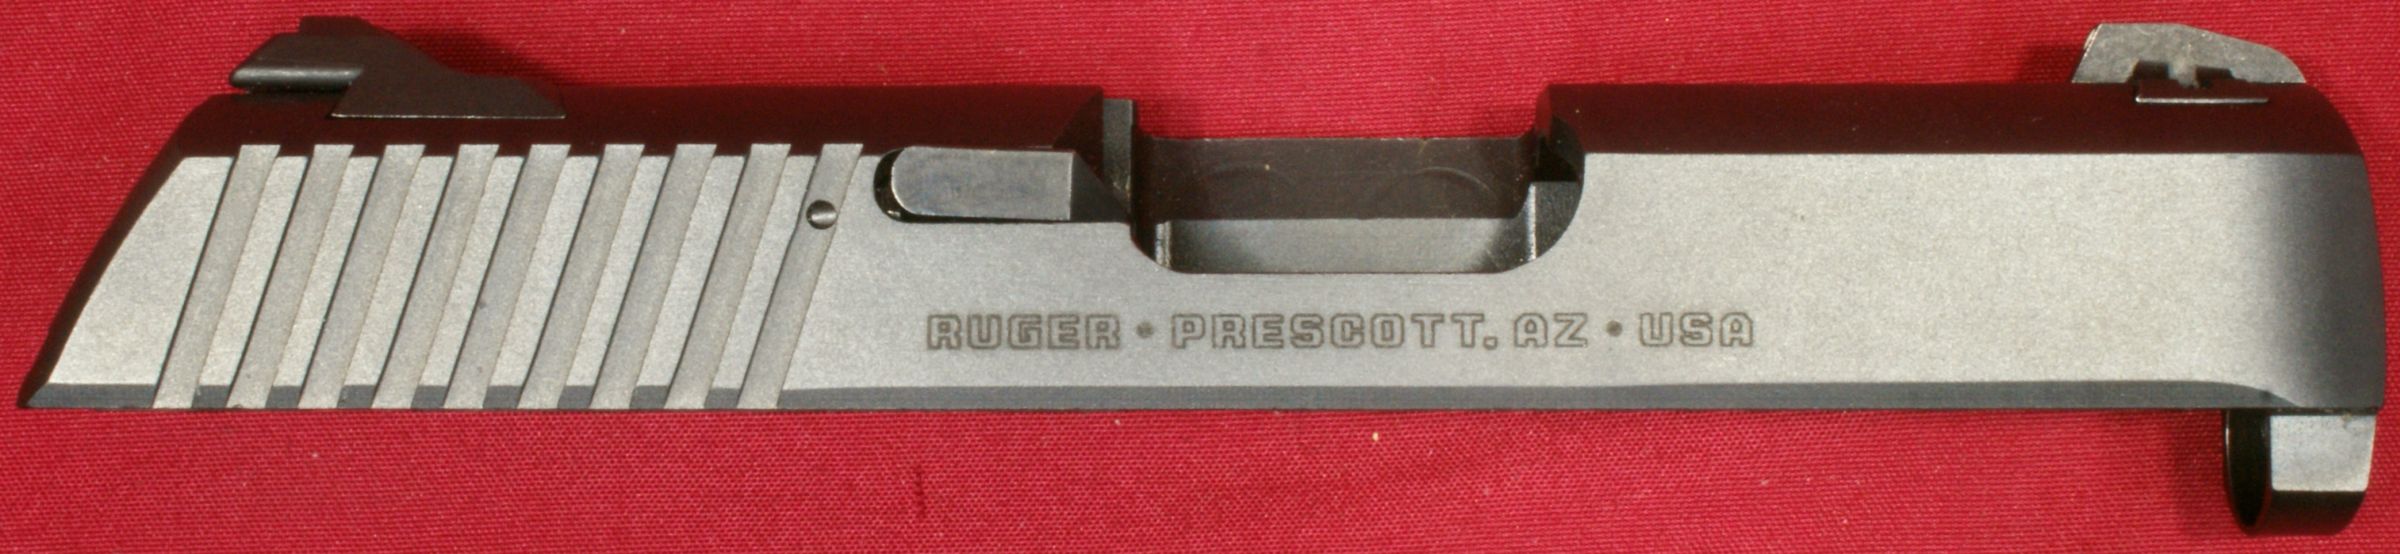 RUGER • PRESCOTT, AZ • USA